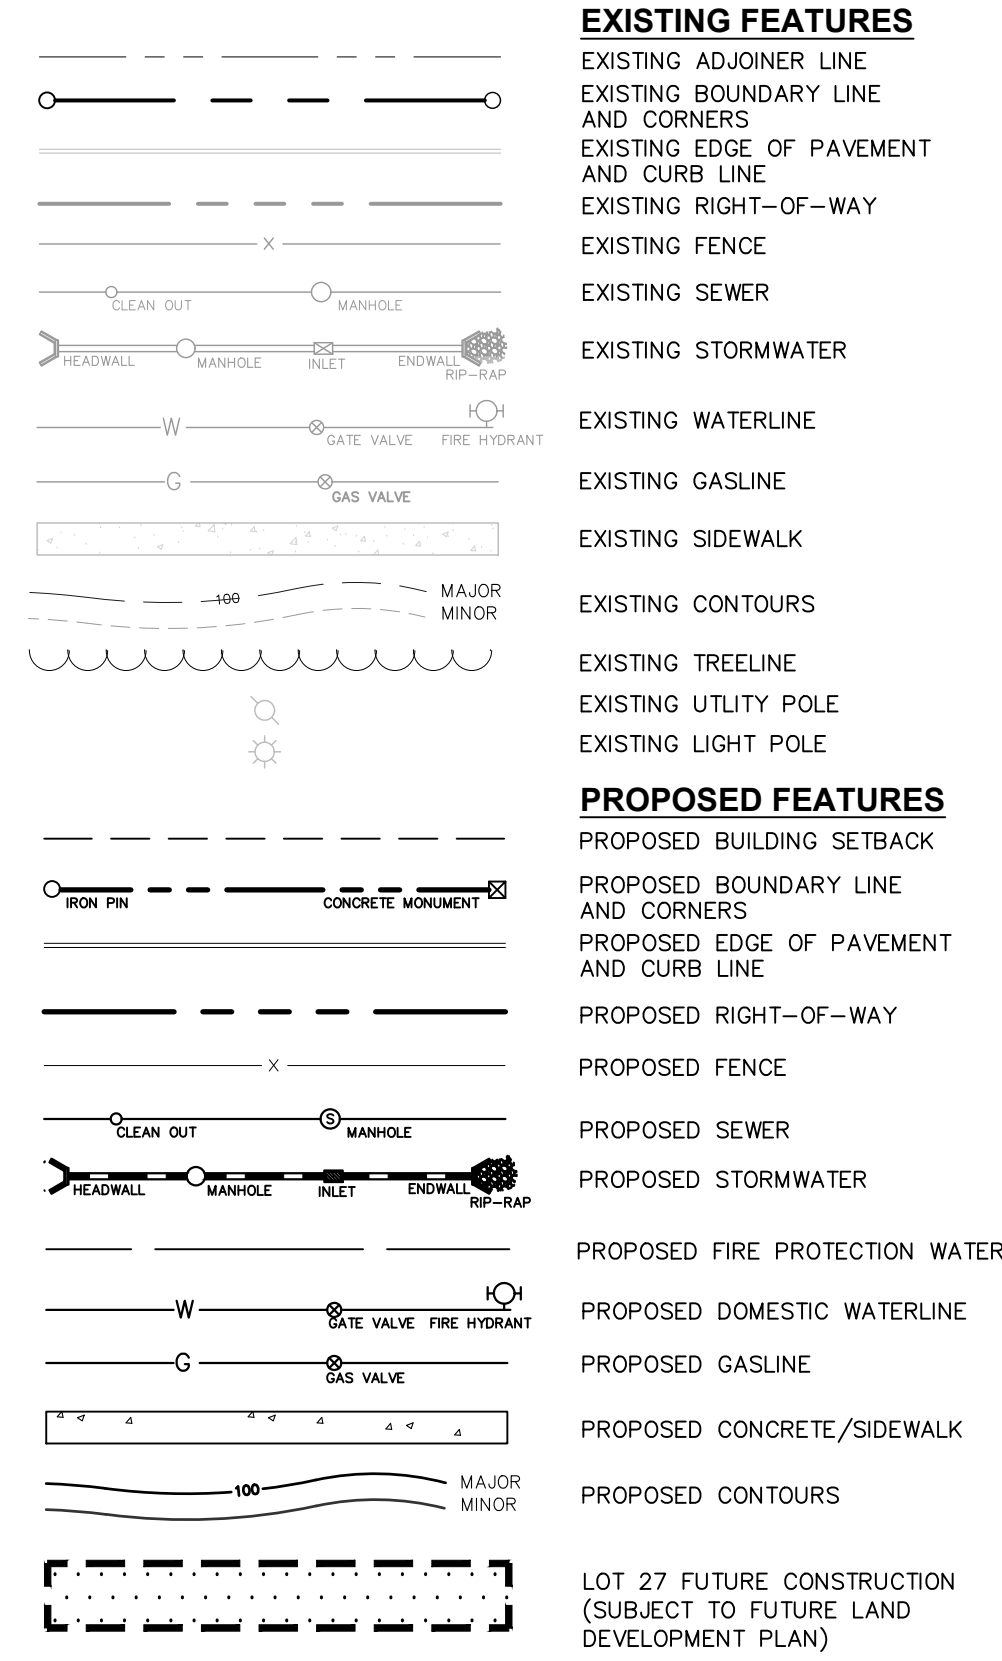 EXISTING FEATURES
EXISTING ADJOINER LINE
EXISTING BOUNDARY LINE
AND CORNERS
EXISTING EDGE OF PAVEMENT
AND CURB LINE
EXISTING RIGHT-OF-WAY
X
EXISTING FENCE
CLEAN OUT
MANHOLE
EXISTING SEWER
HEADWALL
MANHOLE
INLET
ENDWALL
RIP-RAP
EXISTING STORMWATER
W
GATE VALVE
FIRE HYDRANT
EXISTING WATERLINE
G
GAS VALVE
EXISTING GASLINE
EXISTING SIDEWALK
100
MAJOR
MINOR
EXISTING CONTOURS
EXISTING TREELINE
EXISTING UTLITY POLE
EXISTING LIGHT POLE
PROPOSED FEATURES
PROPOSED BUILDING SETBACK
IRON PIN
CONCRETE MONUMENT
PROPOSED BOUNDARY LINE
AND CORNERS
PROPOSED EDGE OF PAVEMENT
AND CURB LINE
PROPOSED RIGHT-OF-WAY
X
PROPOSED FENCE
CLEAN OUT
S
MANHOLE
PROPOSED SEWER
HEADWALL
MANHOLE
INLET
ENDWALL
RIP-RAP
PROPOSED STORMWATER
PROPOSED FIRE PROTECTION WATER
W
GATE VALVE
FIRE HYDRANT
PROPOSED DOMESTIC WATERLINE
G
GAS VALVE
PROPOSED GASLINE
PROPOSED CONCRETE/SIDEWALK
100
MAJOR
MINOR
PROPOSED CONTOURS
LOT 27 FUTURE CONSTRUCTION
(SUBJECT TO FUTURE LAND
DEVELOPMENT PLAN)